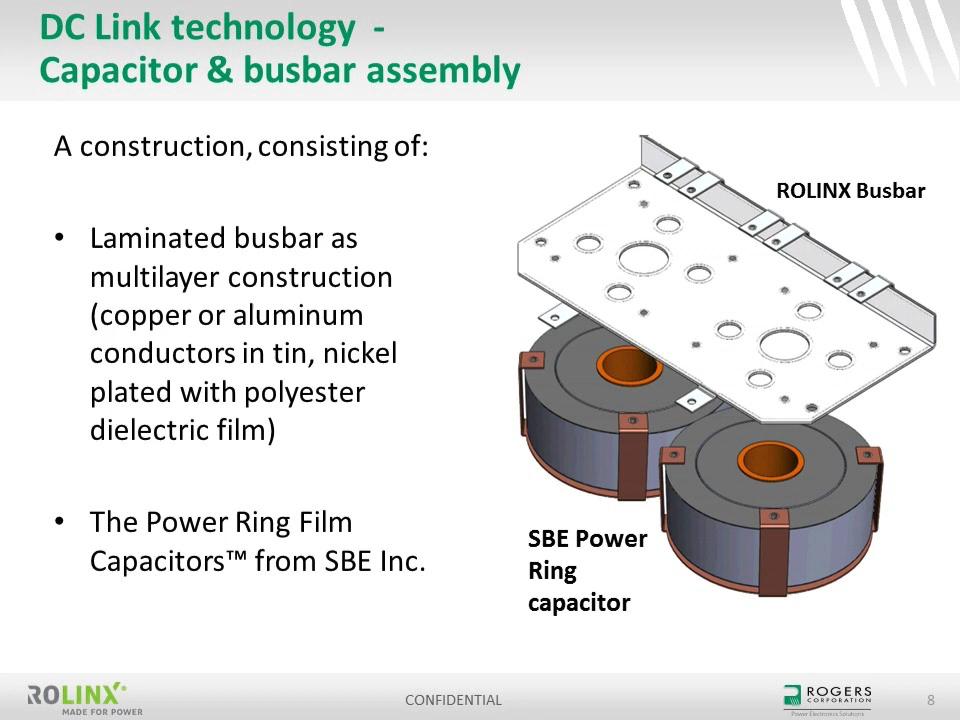 DC Link technology -
Capacitor & busbar assembly
A construction, consisting of:
• Laminated busbar as
multilayer construction
(copper or aluminum
conductors in tin, nickel
plated with polyester
dielectric film)
• The Power Ring Film
Capacitors™ from SBE Inc.
ROLINX Busbar
SBE Power
Ring
capacitor
ROLINX
MADE FOR POWER
CONFIDENTIAL
ROGERS
CORPORATION
Power Electronics Solutions
8